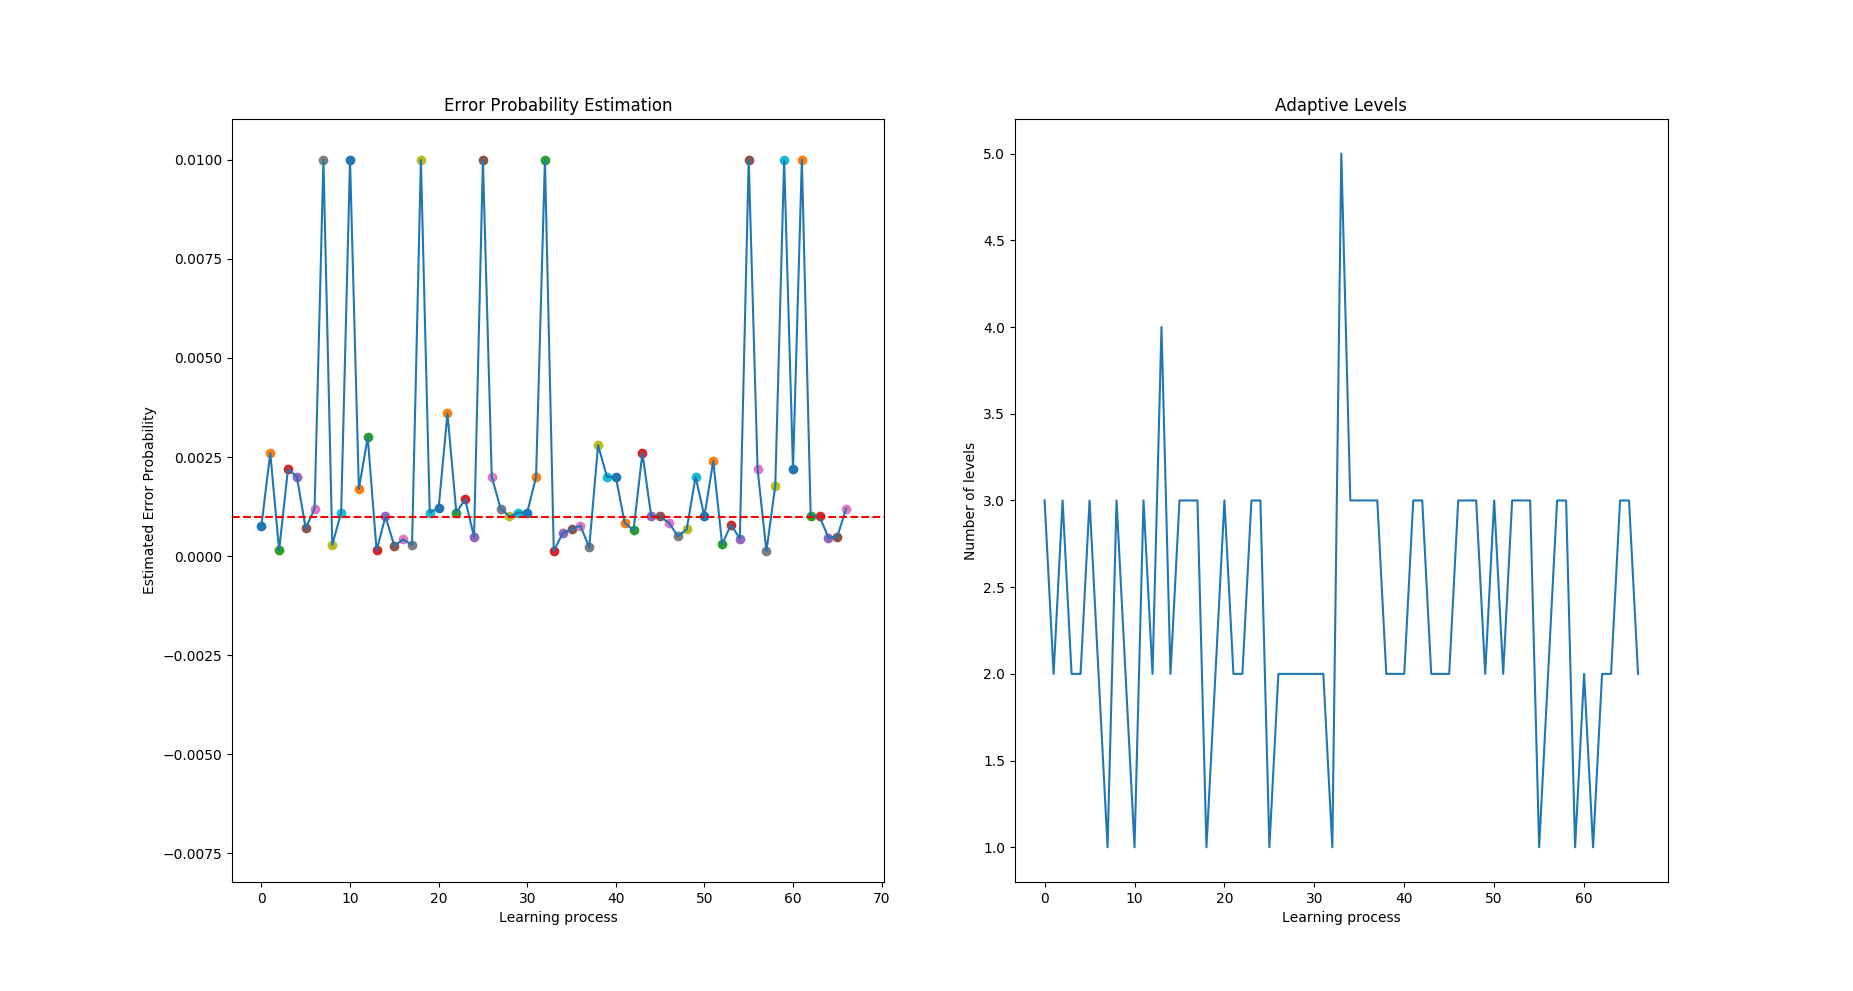 Error Probability Estimation
Estimated Error Probability
0.0100
0.0075
0.0050
0.0025
0.0000
−0.0025
−0.0050
−0.0075
0 10 20 30 40 50 60 70
Learning process
Adaptive Levels
Number of levels
5.0
4.5
4.0
3.5
3.0
2.5
2.0
1.5
1.0
0 10 20 30 40 50 60
Learning process